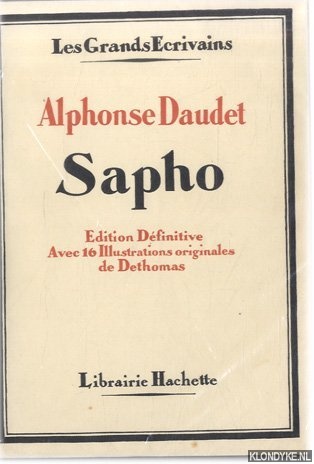 Les Grands Ecrivains
Alphonse Daudet
Sapho
Edition Définitive
Avec 16 Illustrations originales
de Dethomas
Librairie Hachette
KLONDYKE.NL